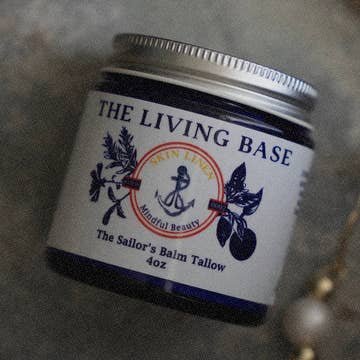 THE LIVING BASE
SKIN LINEN
Mindful Beauty
The Sailor's Balm Tallow
4oz